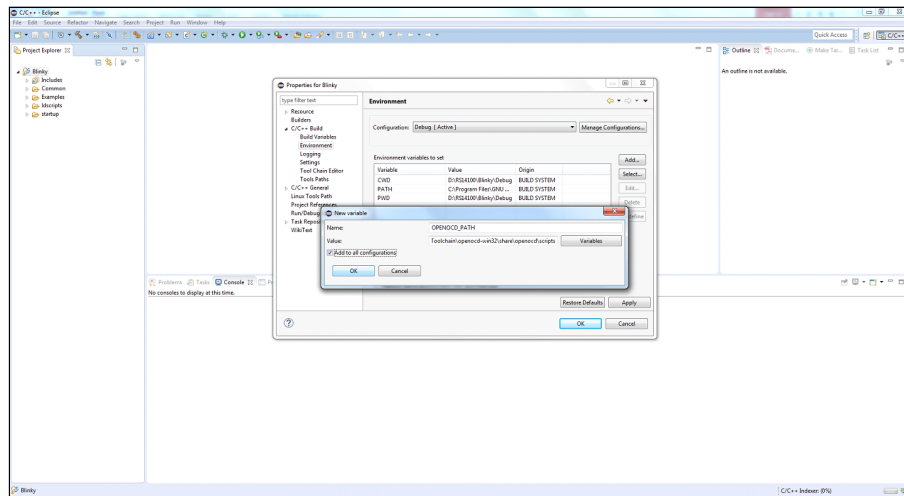 C/C++ - Eclipse
File Edit Source Refactor Navigate Search Project Run Window Help
Quick Access
C/C++
Project Explorer
Blinky
Includes
Common
Examples
ldscripts
startup
Outline Docume... Make Tar... Task List
An outline is not available.
Properties for Blinky
type filter text
Resource
Builders
C/C++ Build
Build Variables
Environment
Logging
Settings
Tool Chain Editor
Tools Paths
C/C++ General
Linux Tools Path
Project References
Run/Debug
Task Repos
WikiText
Environment
Configuration: Debug [ Active ]
Manage Configurations...
Environment variables to set
Add...
Variable Value Origin
Select...
CWD D:\RS14100\Blinky\Debug BUILD SYSTEM
Edit...
PATH C:\Program Files\GNU ... BUILD SYSTEM
PWD D:\RS14100\Blinky\Debug BUILD SYSTEM
Delete
New variable
Name: OPENOCD_PATH
Value: Toolchain\openocd-win32\share\openocd\scripts Variables
Add to all configurations
OK Cancel
Restore Defaults Apply
OK Cancel
Problems Tasks Console
No consoles to display at this time.
Blinky
C/C++ Indexer: (0%)